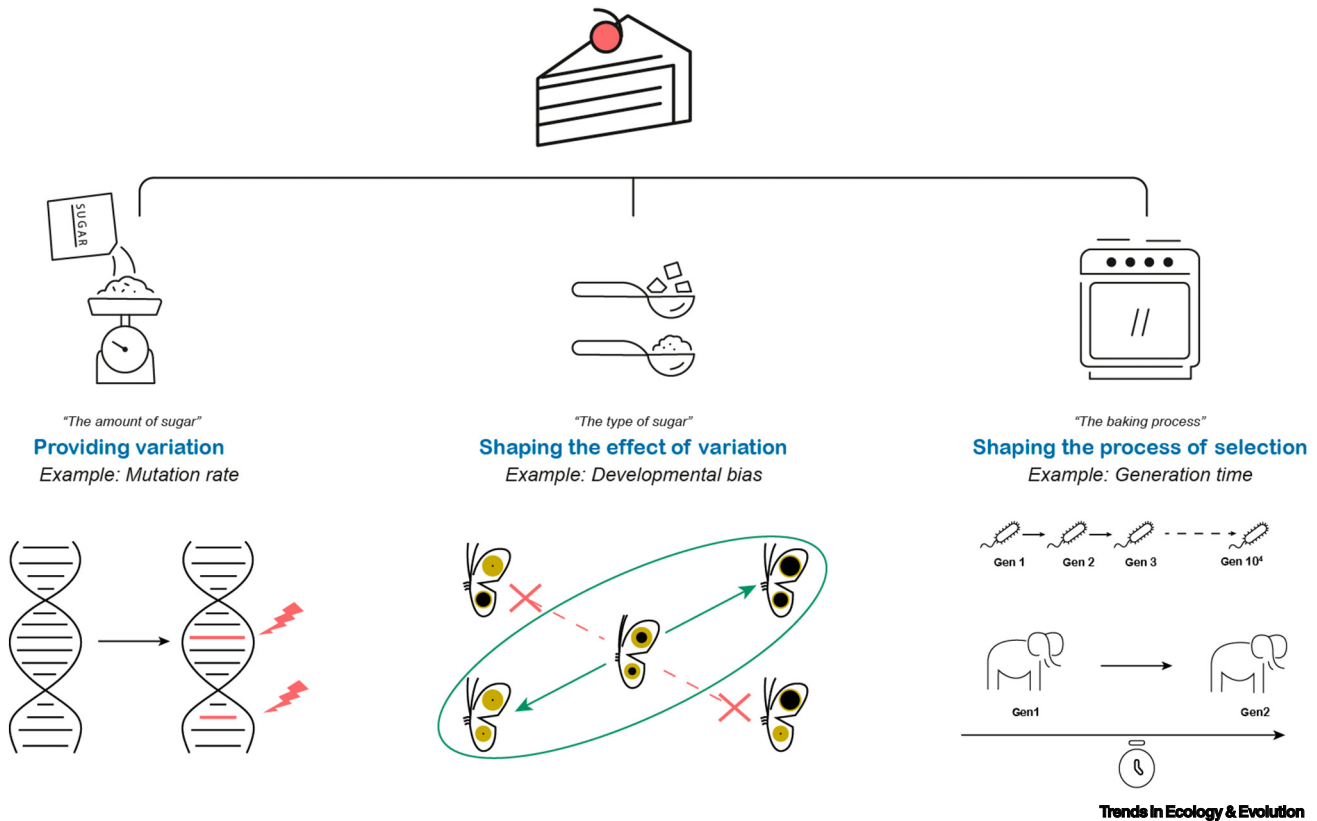 SUGAR
“The amount of sugar”
Providing variation
Example: Mutation rate
“The type of sugar”
Shaping the effect of variation
Example: Developmental bias
“The baking process”
Shaping the process of selection
Example: Generation time
Gen 1
Gen 2
Gen 3
Gen 10⁴
Gen1
Gen2
Trends in Ecology & Evolution